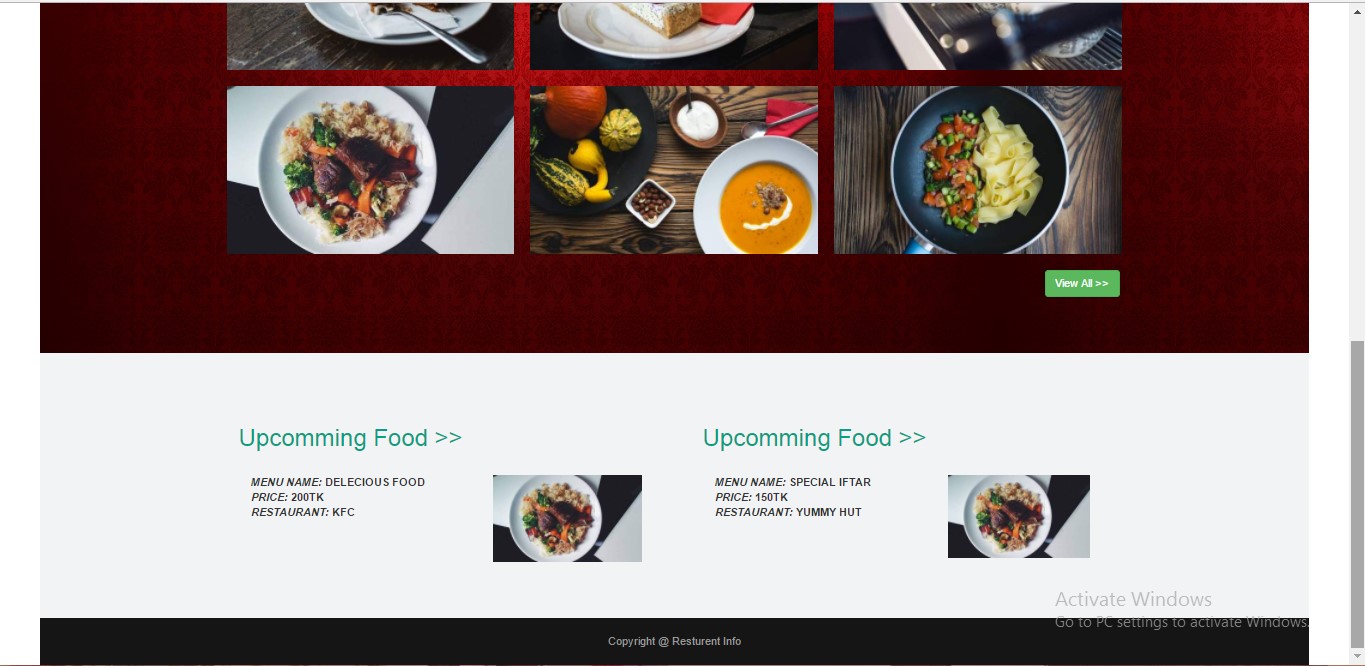 View All >>
Upcomming Food >>
MENU NAME: DELECIOUS FOOD
PRICE: 200TK
RESTAURANT: KFC
Upcomming Food >>
MENU NAME: SPECIAL IFTAR
PRICE: 150TK
RESTAURANT: YUMMY HUT
Activate Windows
Go to PC settings to activate Windows.
Copyright @ Resturent Info